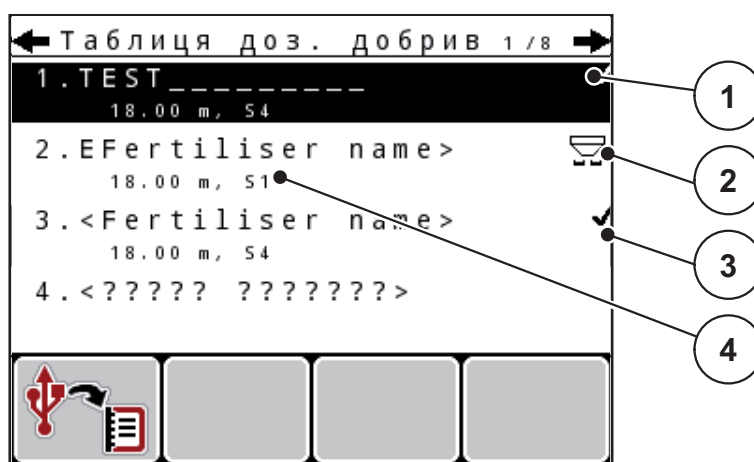 Таблиця доз. добрив 1/8
1.TEST_________
18.00 m, S4
2.EFertiliser name>
18.00 m, S1
3.<Fertiliser name>
18.00 m, S4
4.<????? ???????>
1
2
3
4